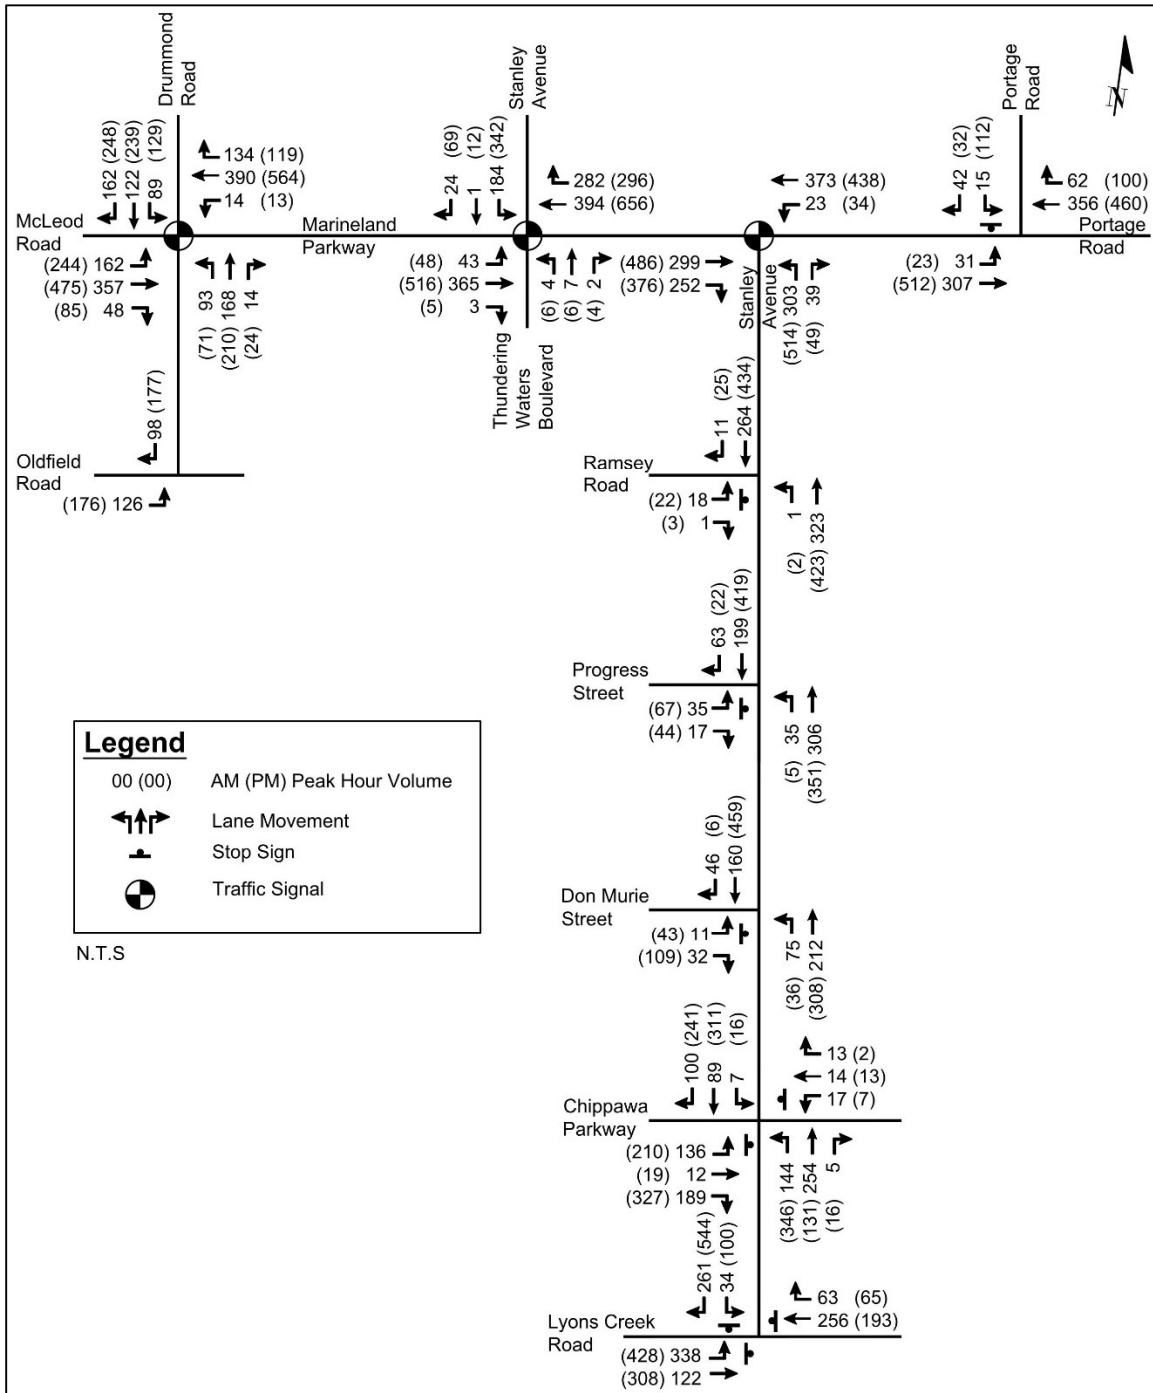 Drummond
Road
Stanley
Avenue
Portage
Road
N
162 (248)
122 (239)
89 (129)
134 (119)
390 (564)
14 (13)
24 (69)
1 (12)
184 (342)
282 (296)
394 (656)
373 (438)
23 (34)
42 (32)
15 (112)
62 (100)
356 (460)
McLeod
Road
Marineland
Parkway
Portage
Road
(244) 162
(475) 357
(85) 48
(71) 93
(210) 168
(24) 14
(48) 43
(516) 365
(5) 3
(6) 4
(6) 7
(4) 2
Thundering
Waters
Boulevard
(486) 299
(376) 252
Stanley
Avenue
(514) 303
(49) 39
(23) 31
(512) 307
98 (177)
Oldfield
Road
(176) 126
11 (25)
264 (434)
Ramsey
Road
(22) 18
(3) 1
(2) 1
(423) 323
63 (22)
199 (419)
Progress
Street
(67) 35
(44) 17
(5) 35
(351) 306
Legend
00 (00) AM (PM) Peak Hour Volume
Lane Movement
Stop Sign
Traffic Signal
N.T.S
46 (6)
160 (459)
Don Murie
Street
(43) 11
(109) 32
(36) 75
(308) 212
100 (241)
89 (311)
7 (16)
13 (2)
14 (13)
17 (7)
Chippawa
Parkway
(210) 136
(19) 12
(327) 189
(346) 144
(131) 254
(16) 5
261 (544)
34 (100)
63 (65)
256 (193)
Lyons Creek
Road
(428) 338
(308) 122